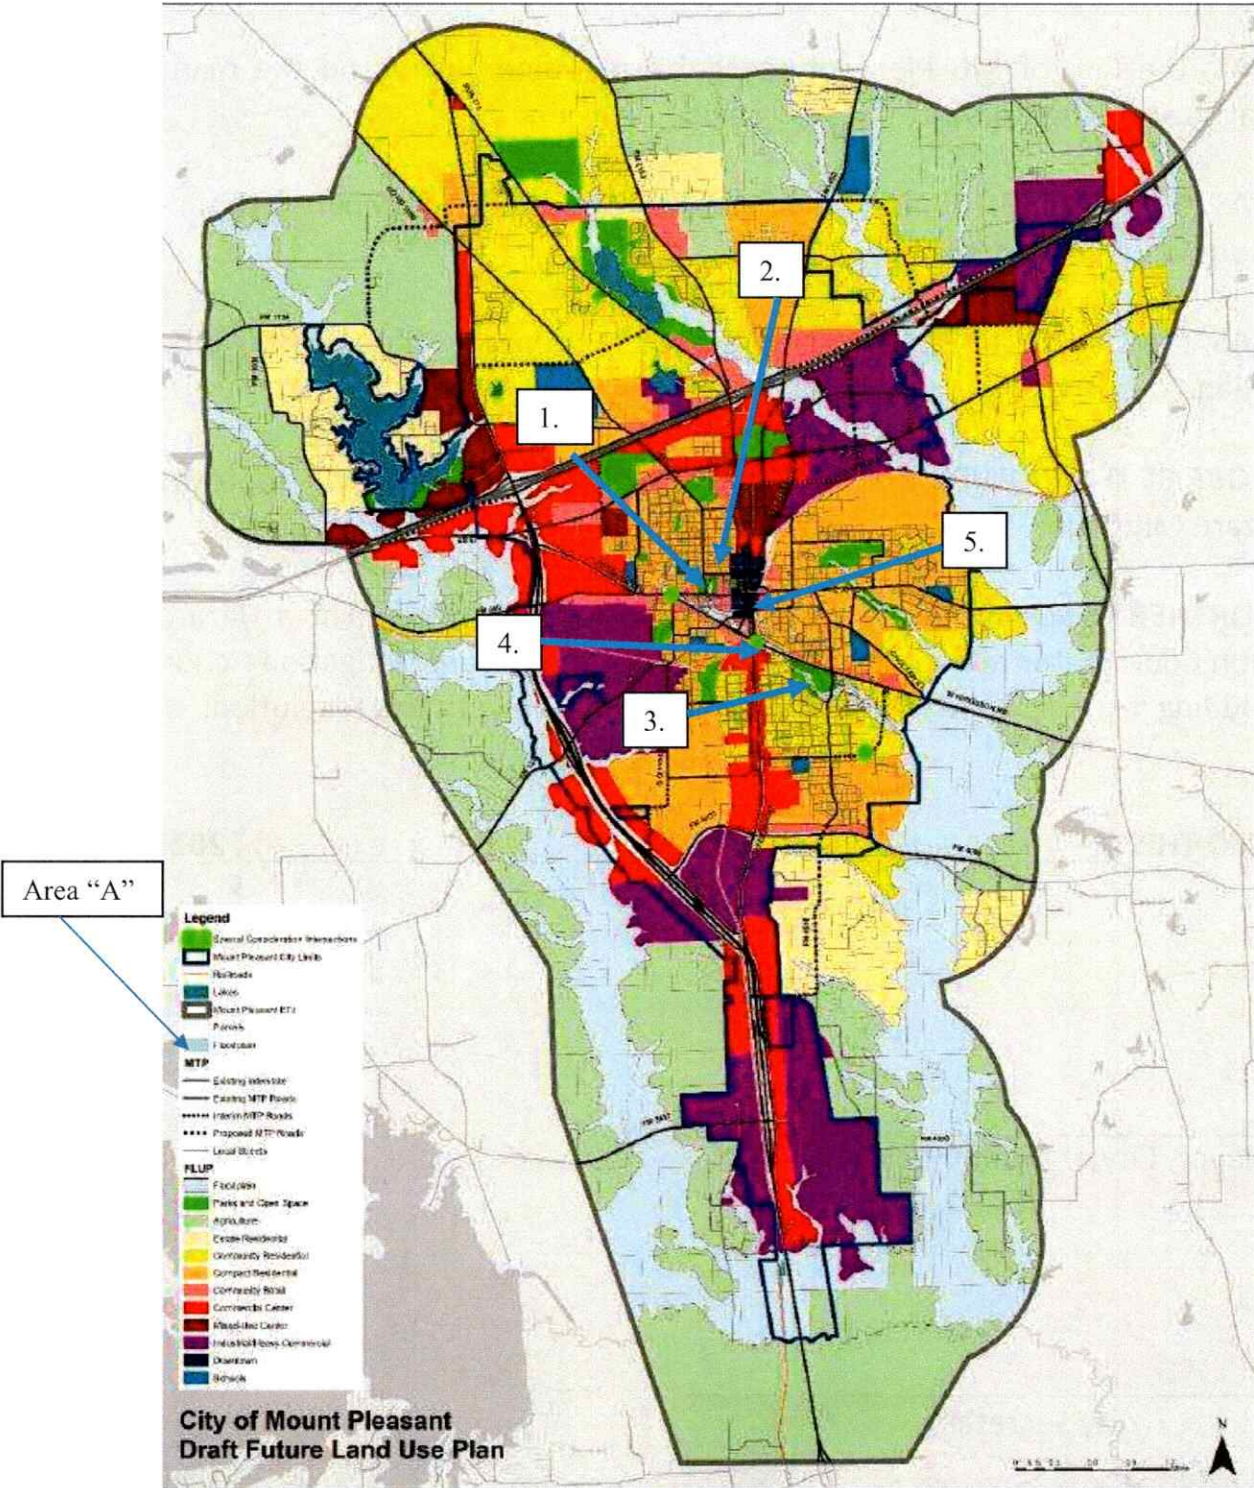 2.
1.
5.
4.
3.
Area “A”
Legend
Special Consideration Intersections
Mount Pleasant City Limits
Railroads
Lakes
Mount Pleasant ETJ
Parcels
Floodplain
MTP
Existing Interstate
Existing MTP Roads
Interim MTP Roads
Proposed MTP Roads
Local Streets
FLUP
Floodplain
Parks and Open Space
Agriculture
Estate Residential
Community Residential
Compact Residential
Community Retail
Commercial Center
Mixed-Use Center
Industrial/Heavy Commercial
Downtown
Schools
City of Mount Pleasant
Draft Future Land Use Plan
N